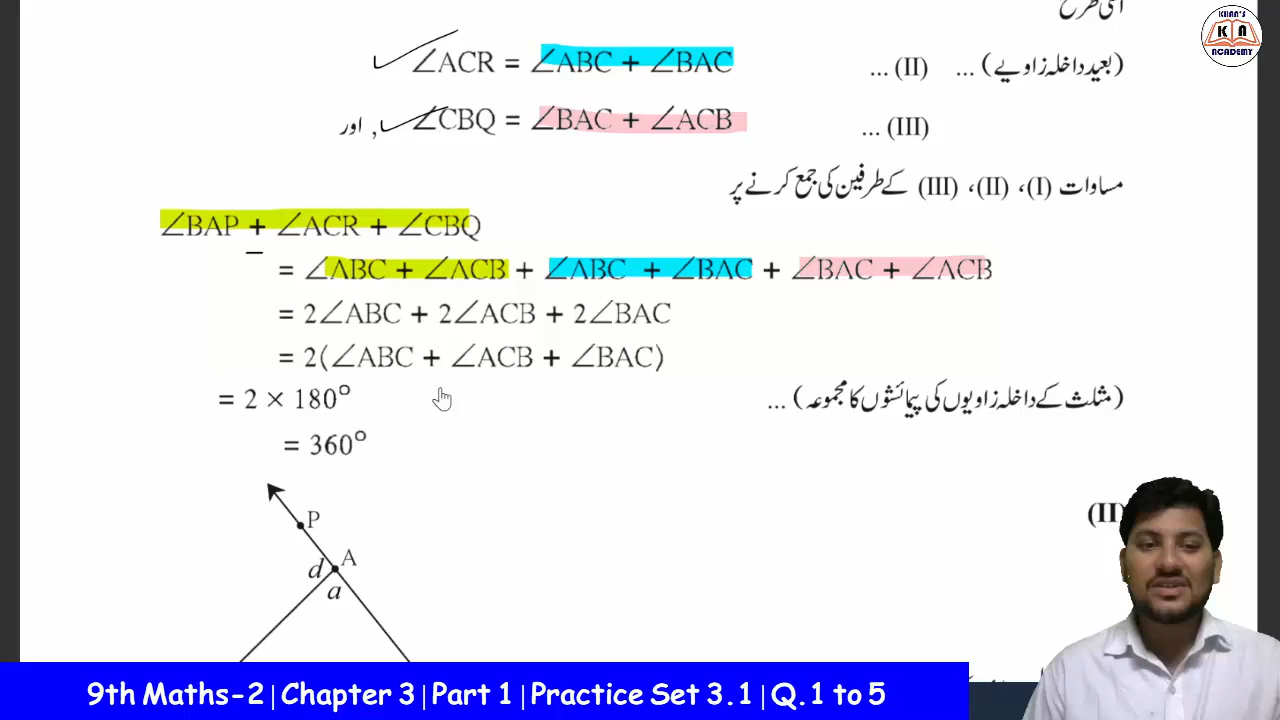 اسی طرح
KHAN'S
K A
ACADEMY
∠ACR = ∠ABC + ∠BAC (بعید داخلہ زاویے) ... (II) ...
اور , ∠CBQ = ∠BAC + ∠ACB ... (III)
مساوات (I)، (II)، (III) کے طرفین کی جمع کرنے پر
∠BAP + ∠ACR + ∠CBQ
= ∠ABC + ∠ACB + ∠ABC + ∠BAC + ∠BAC + ∠ACB
= 2∠ABC + 2∠ACB + 2∠BAC
= 2(∠ABC + ∠ACB + ∠BAC)
= 2 × 180° (مثلث کے داخلہ زاویوں کی پیمائشوں کا مجموعہ) ...
= 360°
(II)
P
A
d
a
9th Maths-2|Chapter 3|Part 1|Practice Set 3.1|Q.1 to 5